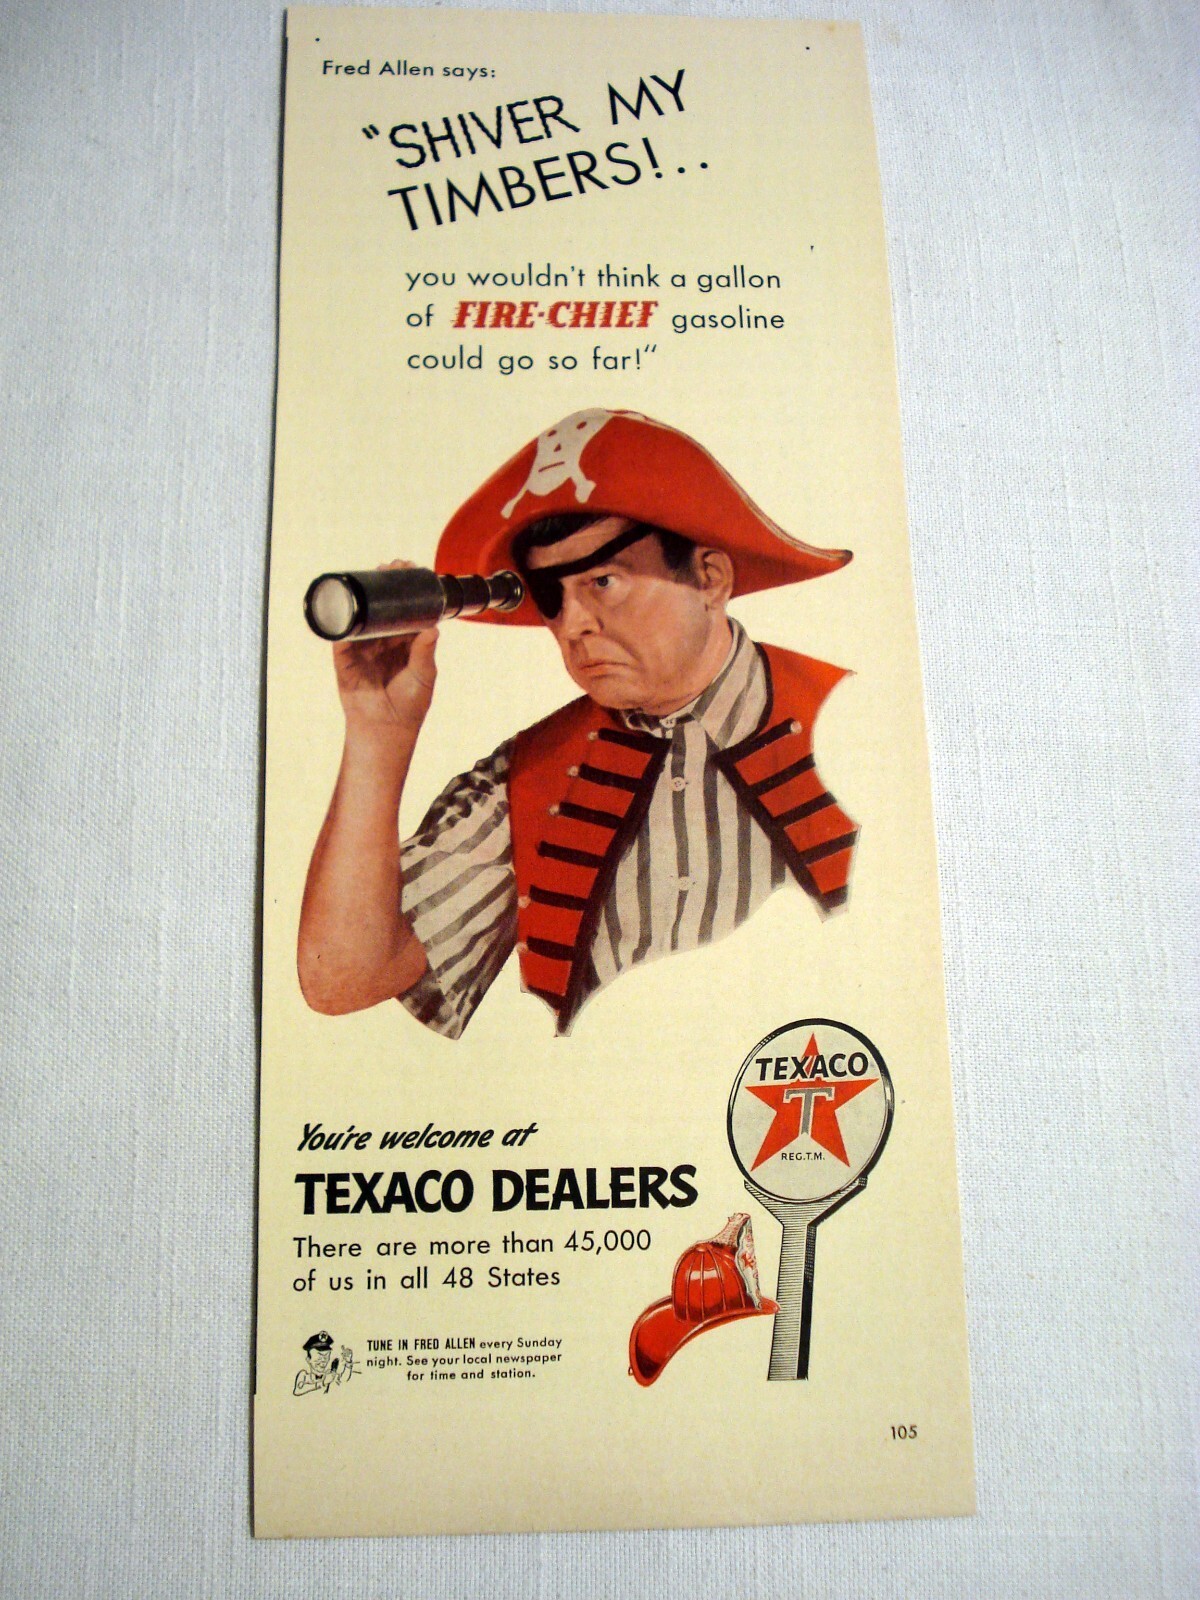 Fred Allen says:
"SHIVER MY
TIMBERS!..
you wouldn't think a gallon
of FIRE-CHIEF gasoline
could go so far!"
You're welcome at
TEXACO DEALERS
There are more than 45,000
of us in all 48 States
TUNE IN FRED ALLEN every Sunday
night. See your local newspaper
for time and station.
TEXACO
T
REG.T.M.
105